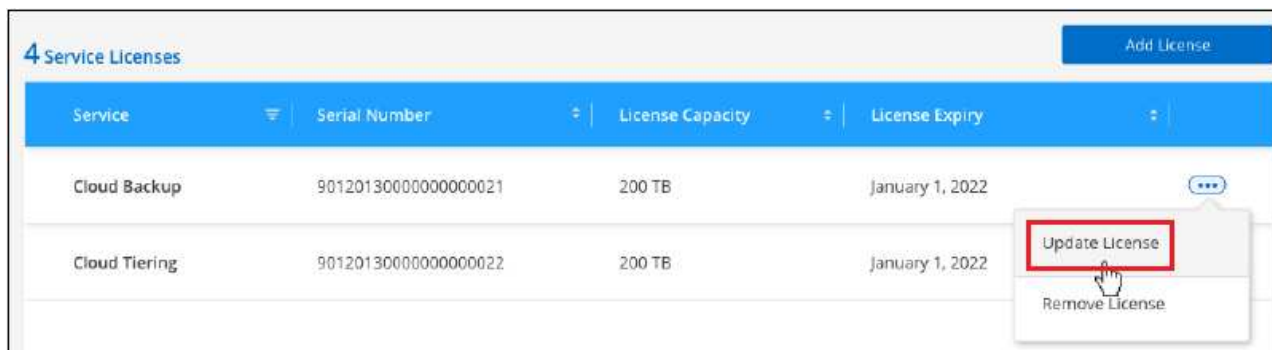 4 Service Licenses
Add License
Service Serial Number License Capacity License Expiry
Cloud Backup 90120130000000000021 200 TB January 1, 2022
Update License
Cloud Tiering 90120130000000000022 200 TB January 1, 2022
Remove License